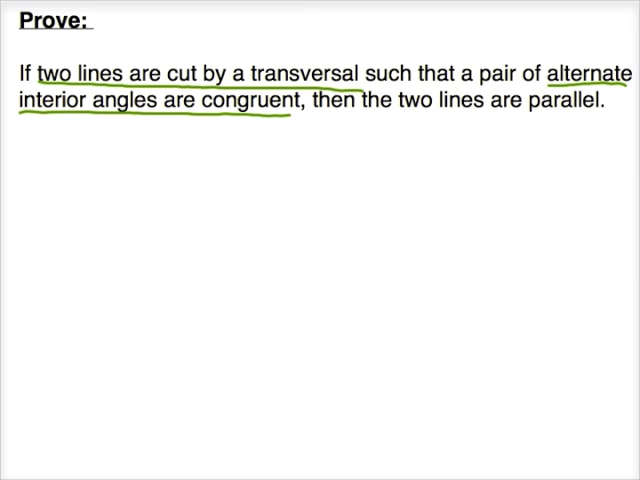 Prove:
If two lines are cut by a transversal such that a pair of alternate
interior angles are congruent, then the two lines are parallel.